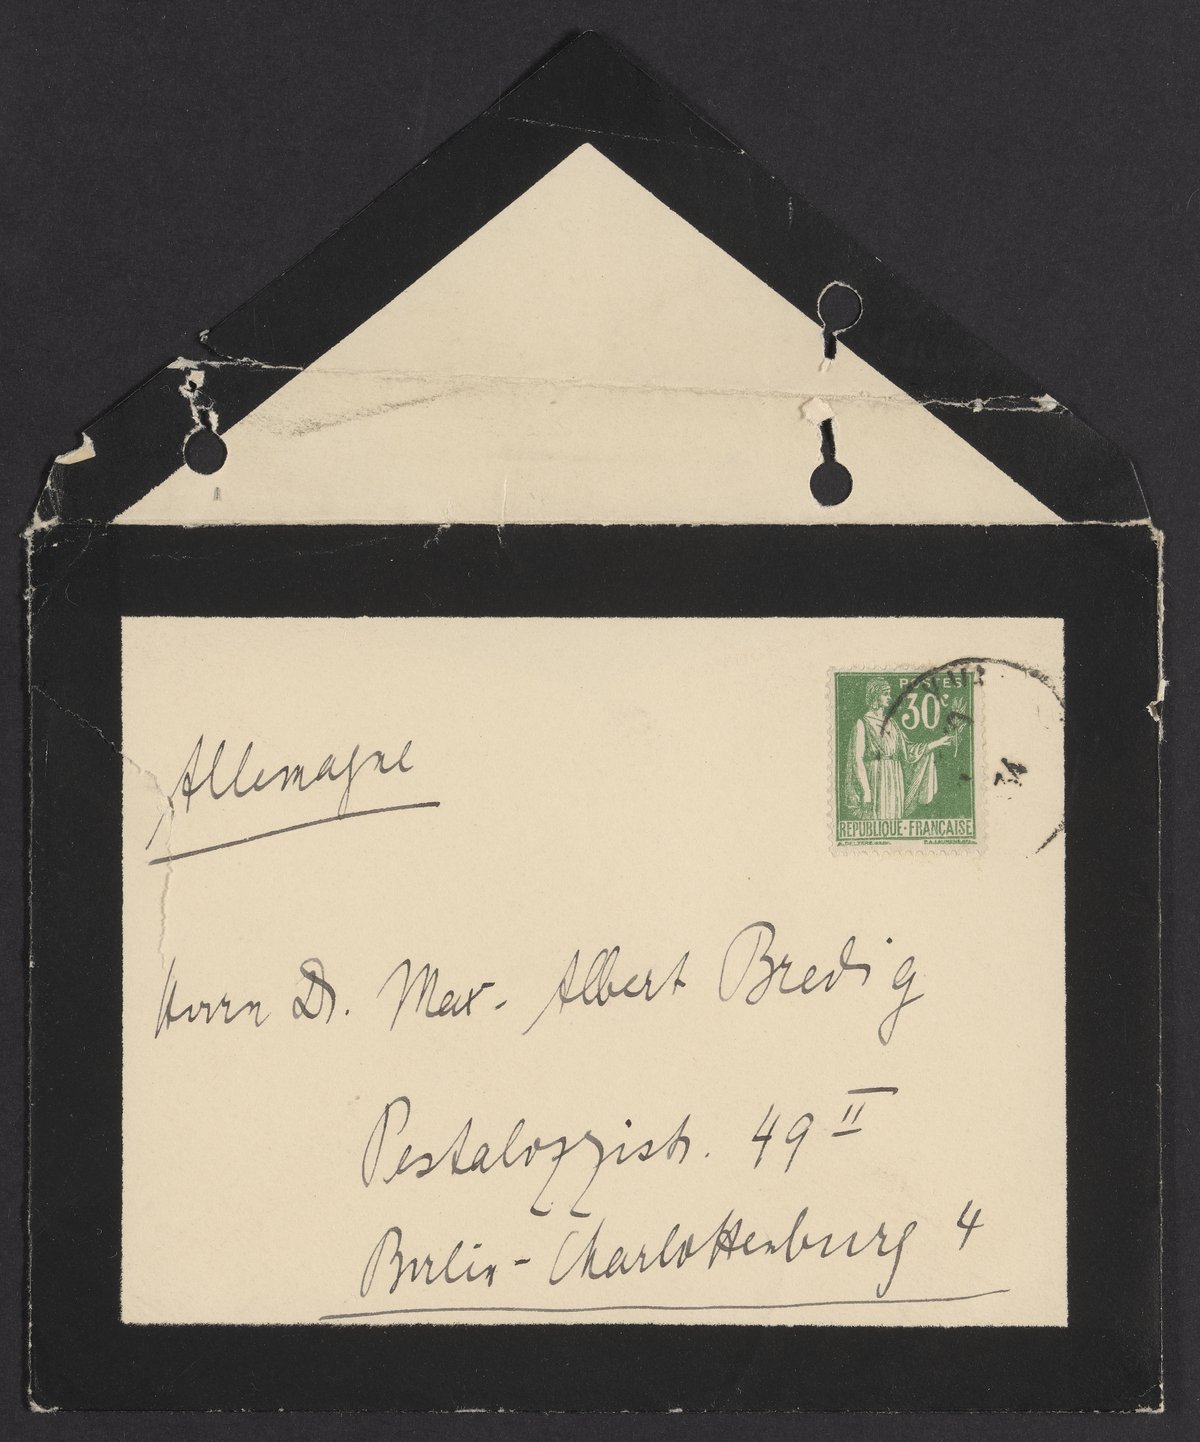 POSTES
30c
REPUBLIQUE·FRANÇAISE
Allemagne
Herrn Dr. Max. Albert Bredig
Pestalozzistr. 49 II
Berlin-Charlottenburg 4